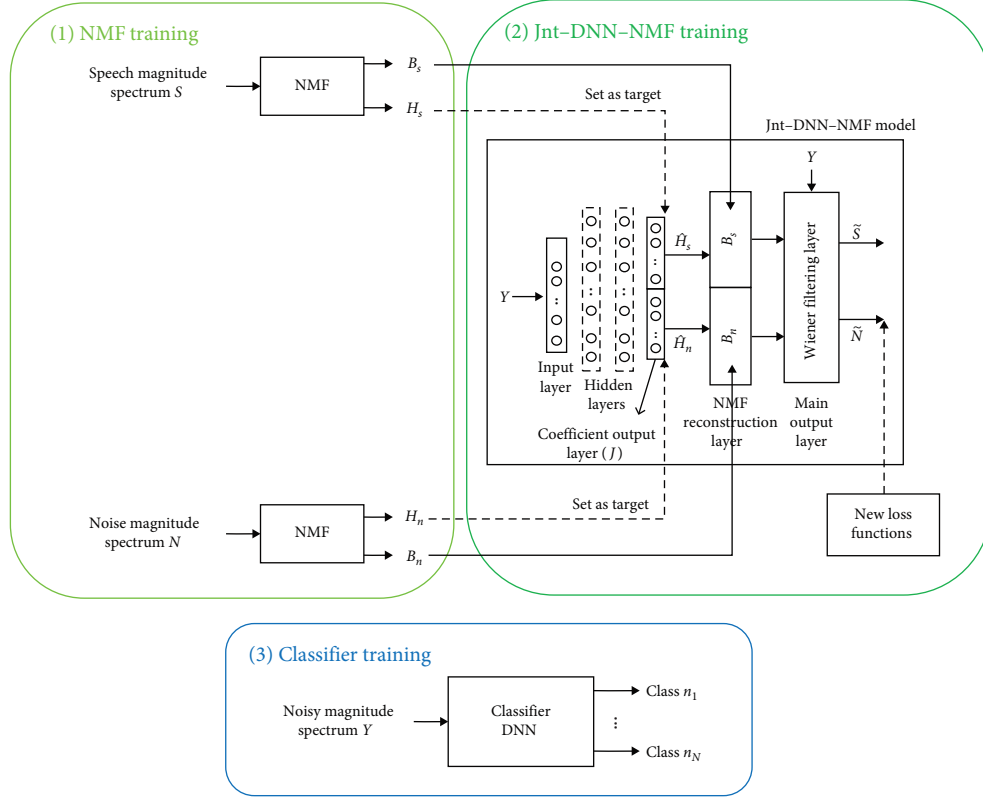 (1) NMF training
Speech magnitude
spectrum S
NMF
B_s
H_s
Noise magnitude
spectrum N
NMF
H_n
B_n
(2) Jnt–DNN–NMF training
Set as target
Jnt–DNN–NMF model
Y
Y
Input
layer
Hidden
layers
Coefficient output
layer (J)
Ĥ_s
Ĥ_n
B_s
B_n
NMF
reconstruction
layer
Wiener filtering layer
Main
output
layer
S̃
Ñ
Set as target
New loss
functions
(3) Classifier training
Noisy magnitude
spectrum Y
Classifier
DNN
Class n_1
⋮
Class n_N